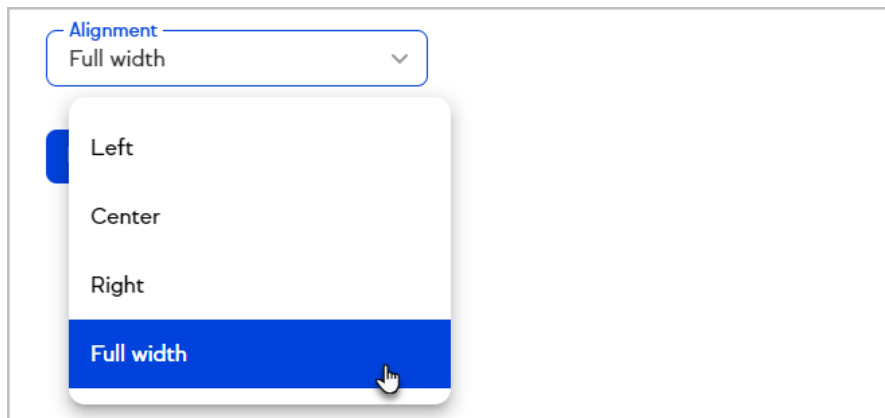 Alignment
Full width
Left
Center
Right
Full width